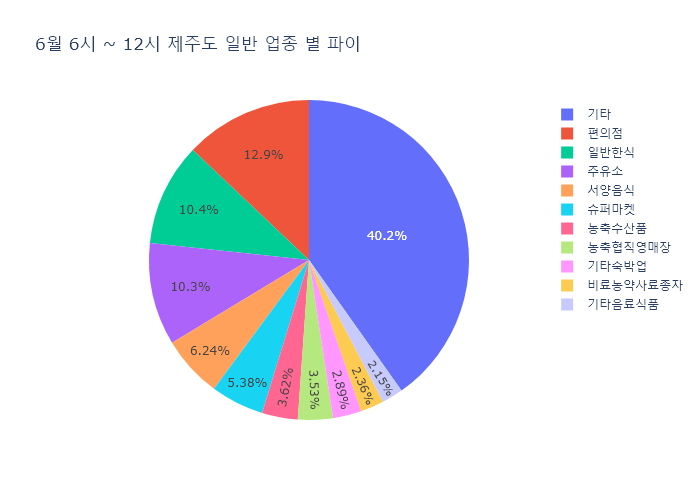 6월 6시 ~ 12시 제주도 일반 업종 별 파이
기타
편의점
일반한식
주유소
서양음식
슈퍼마켓
농축수산품
농축협직영매장
기타숙박업
비료농약사료종자
기타음료식품
12.9%
40.2%
10.4%
10.3%
6.24%
5.38%
3.62%
3.53%
2.89%
2.36%
2.15%